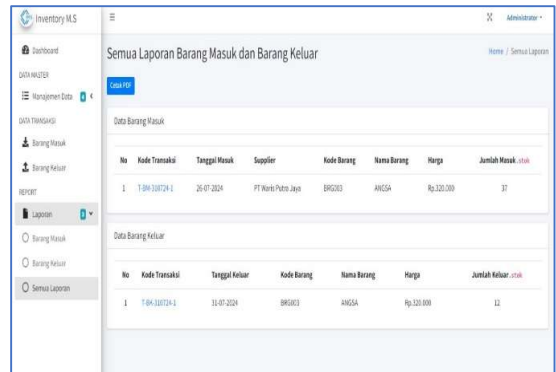 Inventory M.S
Administrator
Dashboard
DATA MASTER
Manajemen Data
DATA TRANSAKSI
Barang Masuk
Barang Keluar
REPORT
Laporan
Barang Masuk
Barang Keluar
Semua Laporan
Semua Laporan Barang Masuk dan Barang Keluar
Home / Semua Laporan
Cetak PDF
Data Barang Masuk
No Kode Transaksi Tanggal Masuk Supplier Kode Barang Nama Barang Harga Jumlah Masuk
1 T-BM-310724-1 26-07-2024 PT Waris Putra Jaya BRG003 ANGSA Rp.320.000 37
Data Barang Keluar
No Kode Transaksi Tanggal Keluar Kode Barang Nama Barang Harga Jumlah Keluar
1 T-BK-310724-1 31-07-2024 BRG003 ANGSA Rp.320.000 12